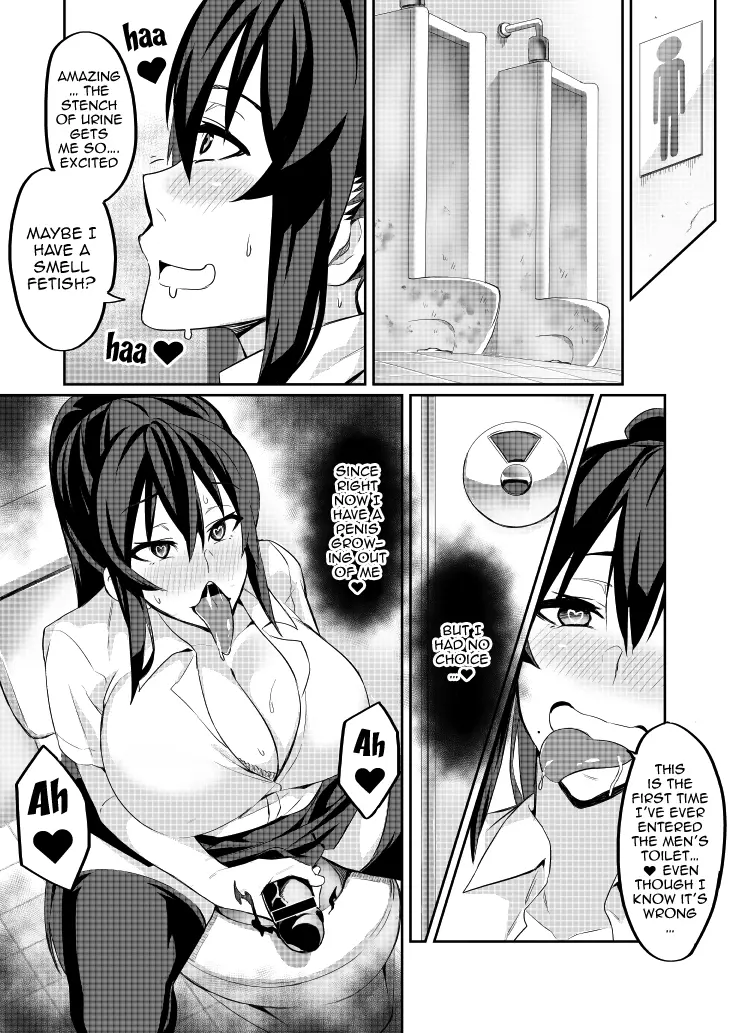 haa
♥
AMAZING
... THE
STENCH
OF URINE
GETS
ME SO....
EXCITED
MAYBE I
HAVE A
SMELL
FETISH?
haa ♥
THIS
IS THE
FIRST TIME
I'VE EVER
ENTERED
THE MEN'S
TOILET...
♥ EVEN
THOUGH I
KNOW IT'S
WRONG
...
BUT I
HAD NO
CHOICE
...♥
SINCE
RIGHT
NOW I
HAVE A
PENIS
GROW-
ING OUT
OF ME
♥
Ah
♥
Ah
♥